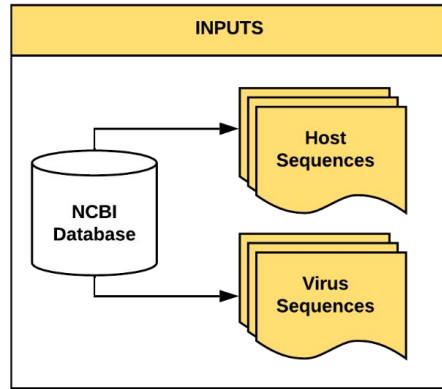 INPUTS
Host
Sequences
NCBI
Database
Virus
Sequences